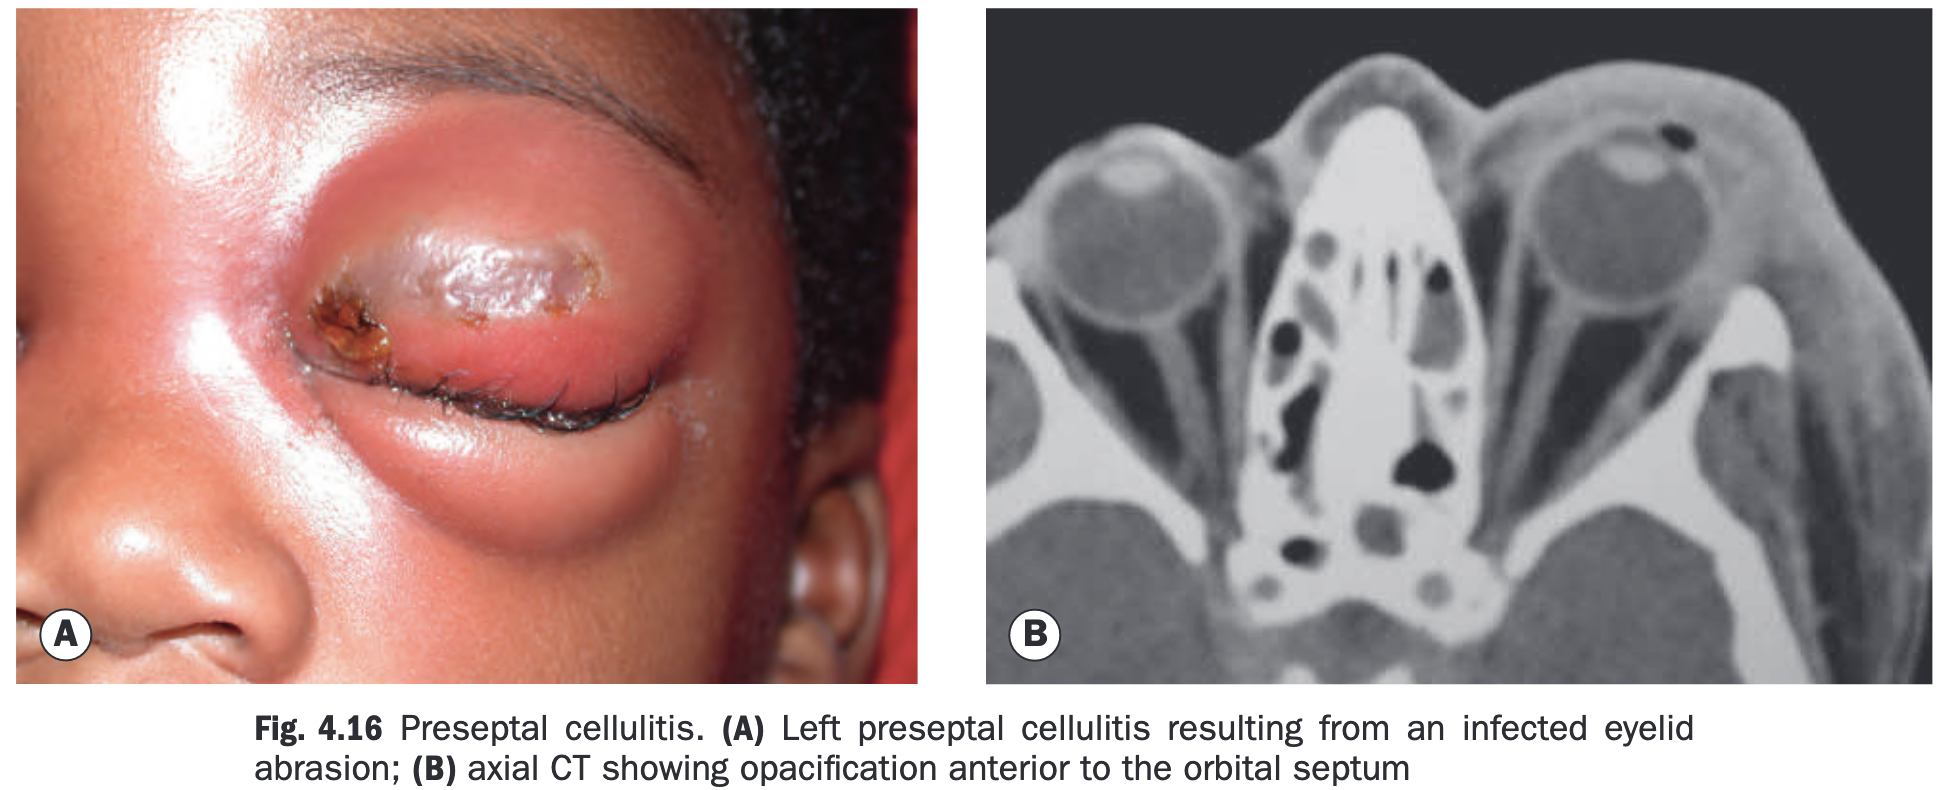 A
B
Fig. 4.16 Preseptal cellulitis. (A) Left preseptal cellulitis resulting from an infected eyelid
abrasion; (B) axial CT showing opacification anterior to the orbital septum